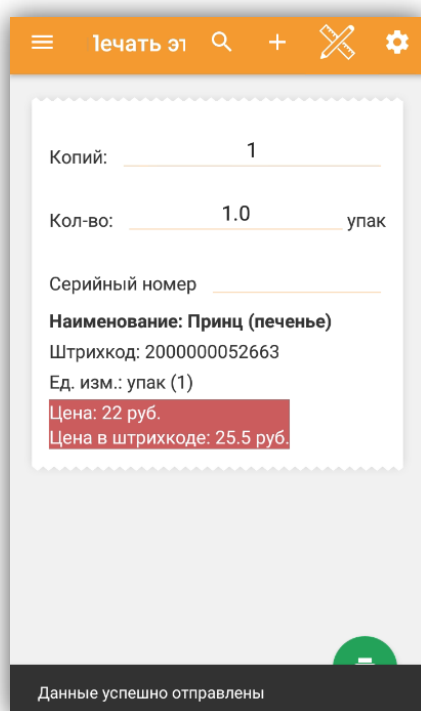 Печать эт
Копий: 1
Кол-во: 1.0 упак
Серийный номер
Наименование: Принц (печенье)
Штрихкод: 2000000052663
Ед. изм.: упак (1)
Цена: 22 руб.
Цена в штрихкоде: 25.5 руб.
Данные успешно отправлены